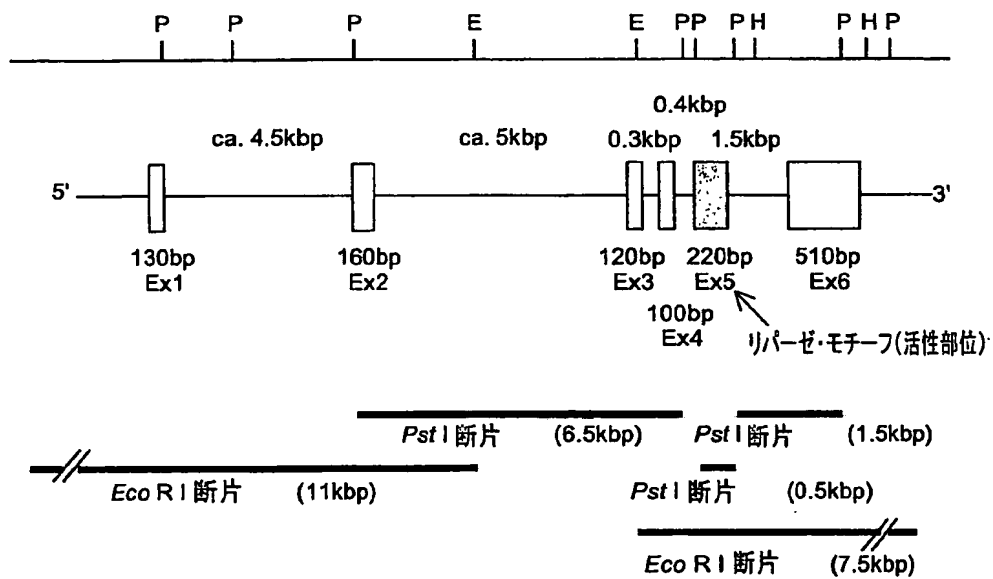 P P P E E PP P H P H P
0.4kbp
ca. 4.5kbp ca. 5kbp 0.3kbp 1.5kbp
5' 3'
130bp 160bp 120bp 220bp 510bp
Ex1 Ex2 Ex3 Ex5 Ex6
100bp
Ex4
リパーゼ・モチーフ(活性部位)
Pst I 断片 (6.5kbp) Pst I 断片 (1.5kbp)
Eco R I 断片 (11kbp) Pst I 断片 (0.5kbp)
Eco R I 断片 (7.5kbp)